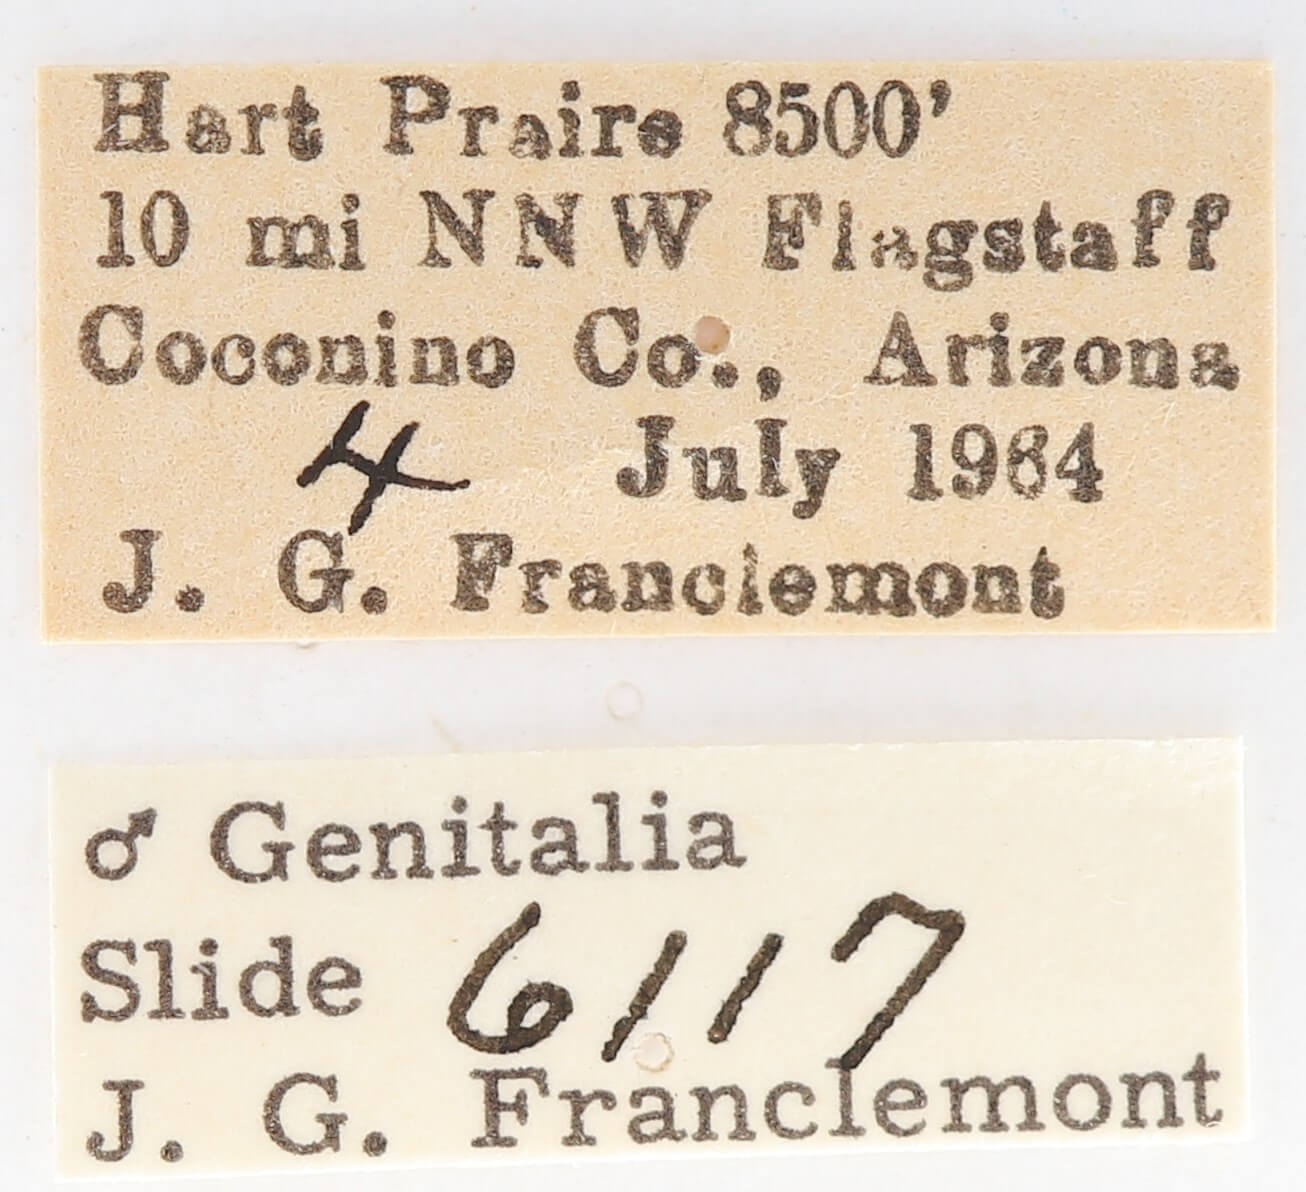 Hart Praire 8500'
10 mi NNW Flagstaff
Coconino Co., Arizona
4 July 1964
J. G. Franclemont
♂ Genitalia
Slide 6117
J. G. Franclemont